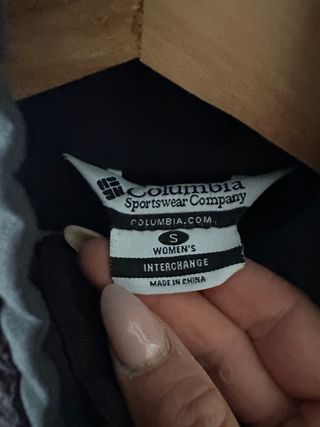 Columbia
Sportswear Company
COLUMBIA.COM
S
WOMEN'S
INTERCHANGE
MADE IN CHINA